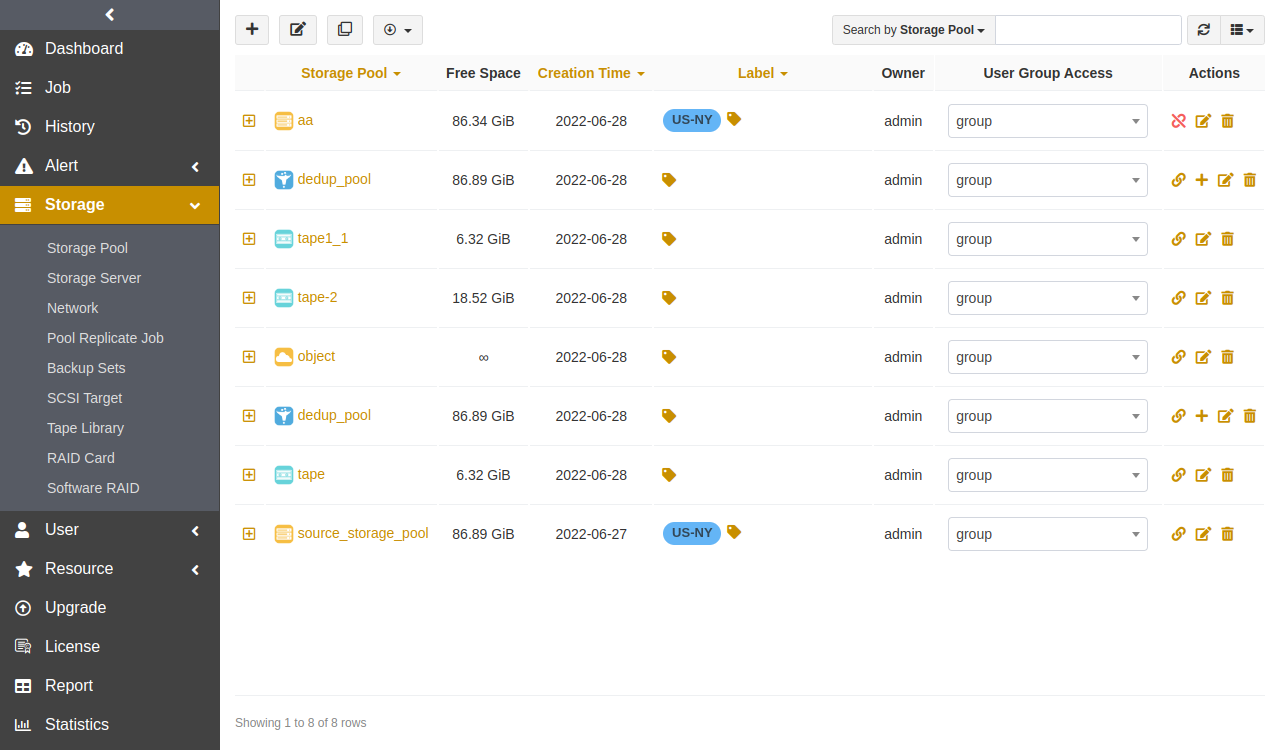 Dashboard
Job
History
Alert
Storage
Storage Pool
Storage Server
Network
Pool Replicate Job
Backup Sets
SCSI Target
Tape Library
RAID Card
Software RAID
User
Resource
Upgrade
License
Report
Statistics
Search by Storage Pool
Storage Pool Free Space Creation Time Label Owner User Group Access Actions
aa 86.34 GiB 2022-06-28 US-NY admin group
dedup_pool 86.89 GiB 2022-06-28 admin group
tape1_1 6.32 GiB 2022-06-28 admin group
tape-2 18.52 GiB 2022-06-28 admin group
object ∞ 2022-06-28 admin group
dedup_pool 86.89 GiB 2022-06-28 admin group
tape 6.32 GiB 2022-06-28 admin group
source_storage_pool 86.89 GiB 2022-06-27 US-NY admin group
Showing 1 to 8 of 8 rows